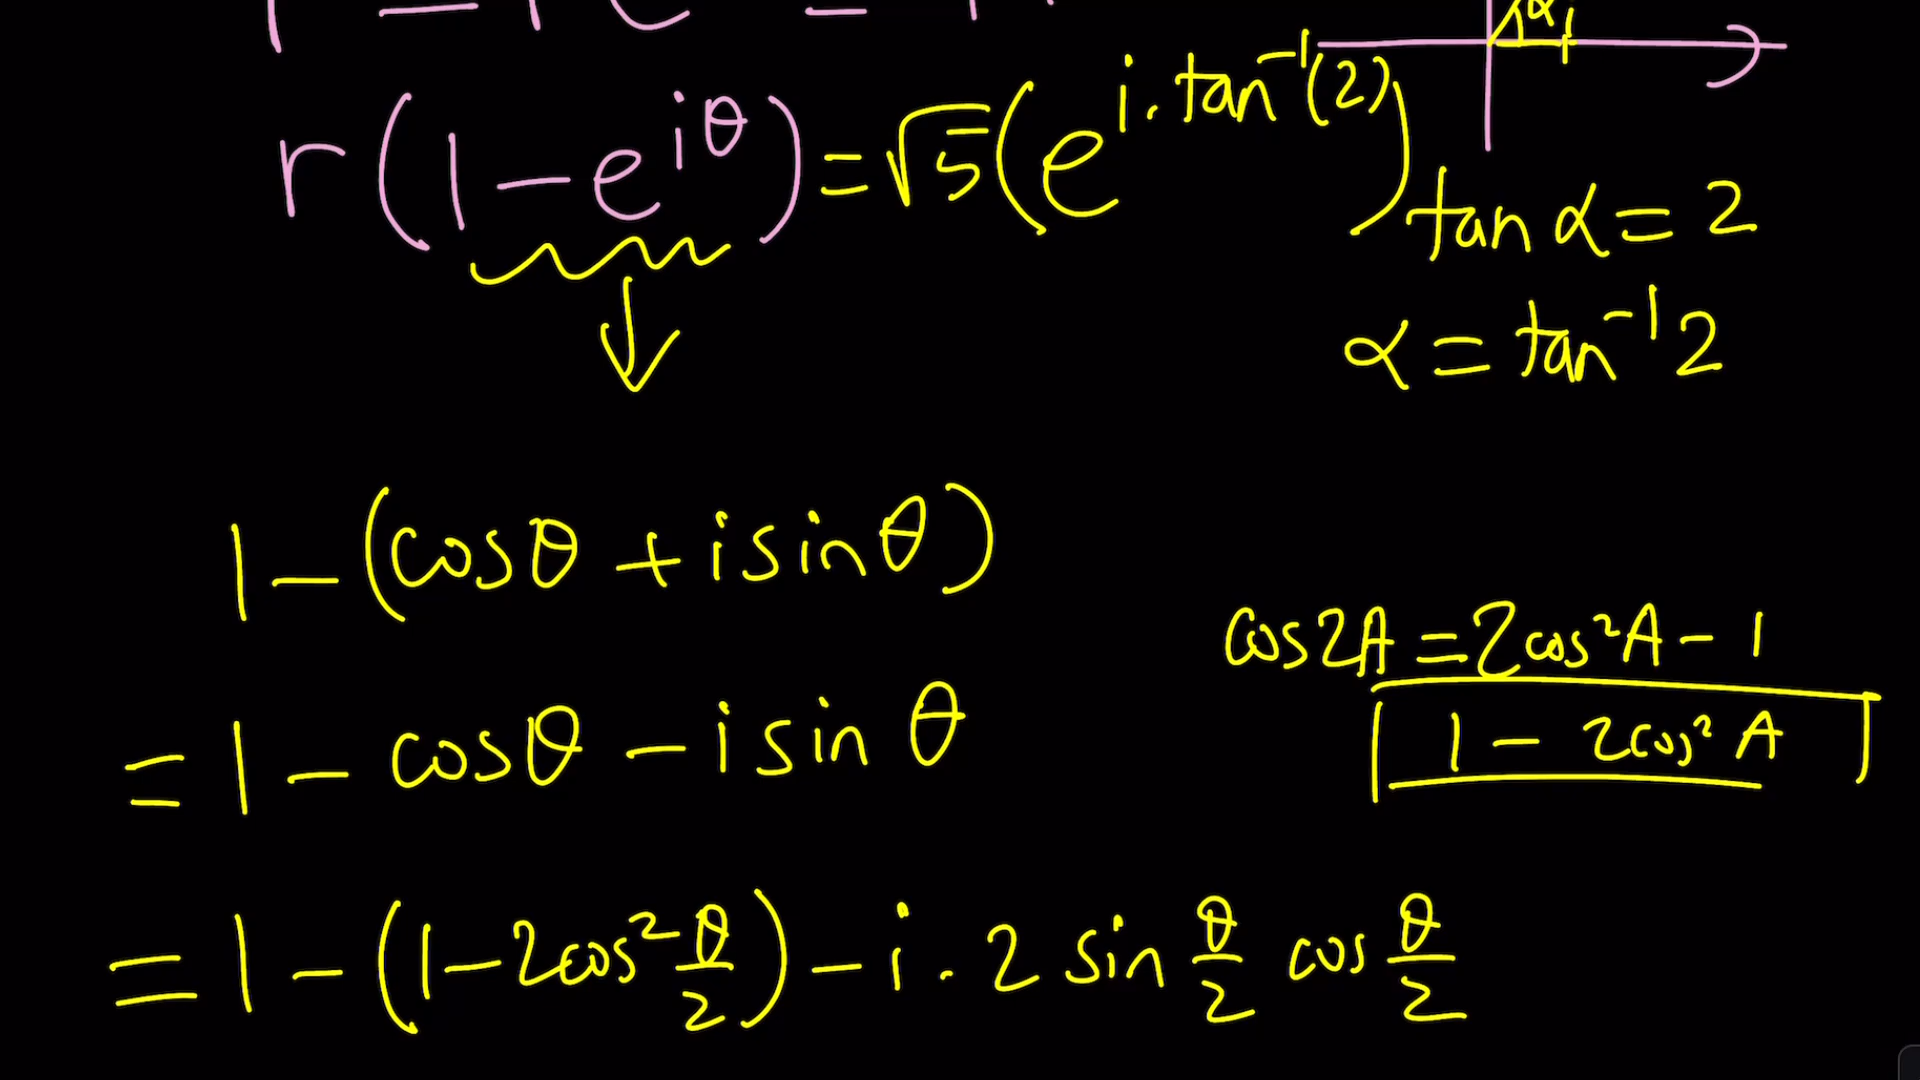 α
r(1-e^{iθ}) = √5(e^{i·tan⁻¹(2)})
tan α = 2
α = tan⁻¹2
1-(cosθ + i sinθ)
cos2A = 2cos²A - 1
= 1 - cosθ - i sin θ
1 - 2cos² A
= 1 - (1-2cos² θ/2) - i · 2 sin θ/2 cos θ/2